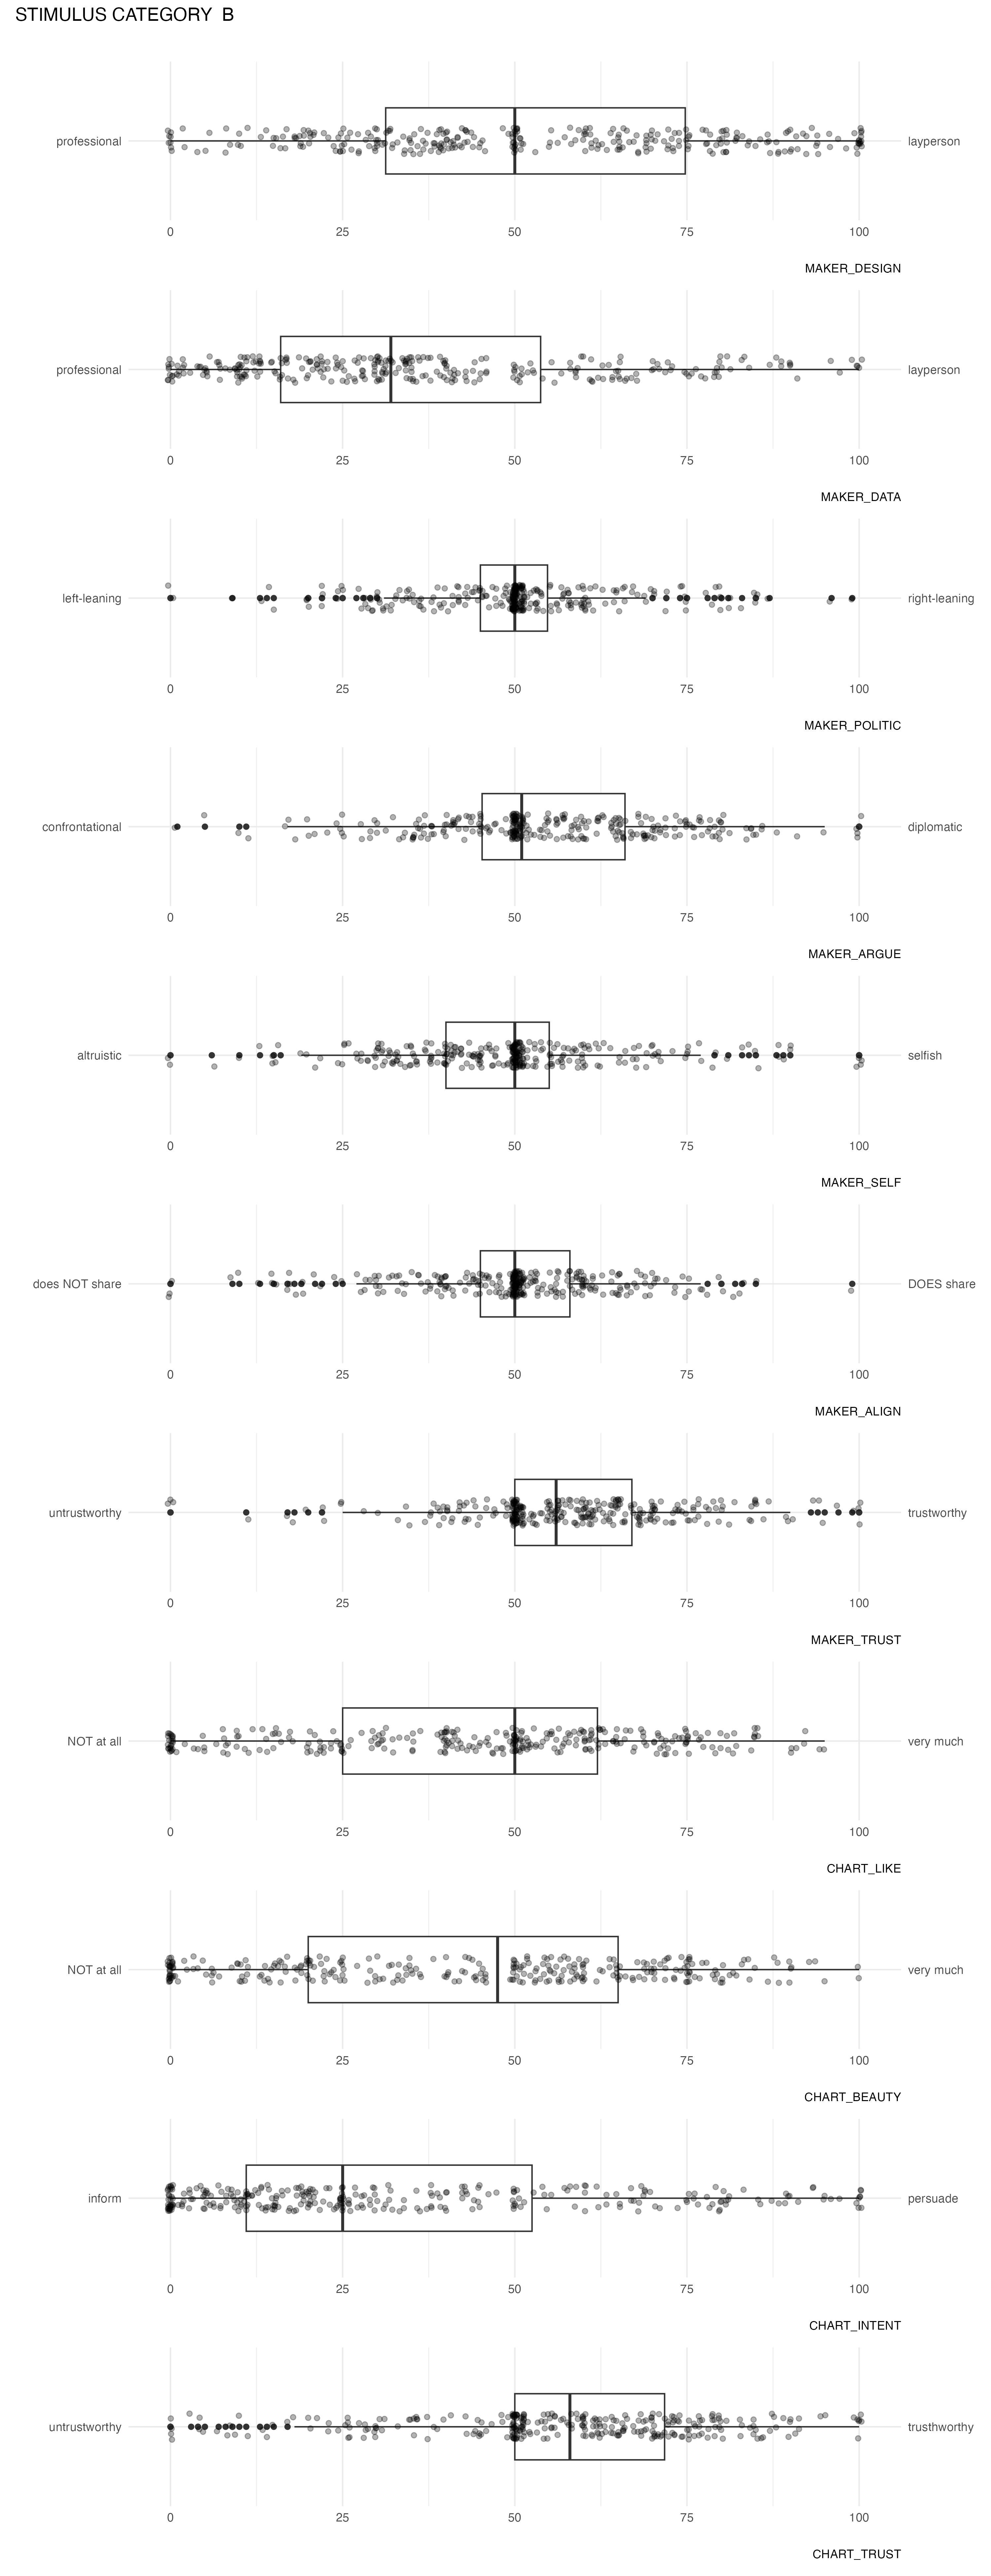 STIMULUS CATEGORY  B
professional layperson
0 25 50 75 100
MAKER_DESIGN
professional layperson
0 25 50 75 100
MAKER_DATA
left-leaning right-leaning
0 25 50 75 100
MAKER_POLITIC
confrontational diplomatic
0 25 50 75 100
MAKER_ARGUE
altruistic selfish
0 25 50 75 100
MAKER_SELF
does NOT share DOES share
0 25 50 75 100
MAKER_ALIGN
untrustworthy trustworthy
0 25 50 75 100
MAKER_TRUST
NOT at all very much
0 25 50 75 100
CHART_LIKE
NOT at all very much
0 25 50 75 100
CHART_BEAUTY
inform persuade
0 25 50 75 100
CHART_INTENT
untrustworthy trusthworthy
0 25 50 75 100
CHART_TRUST